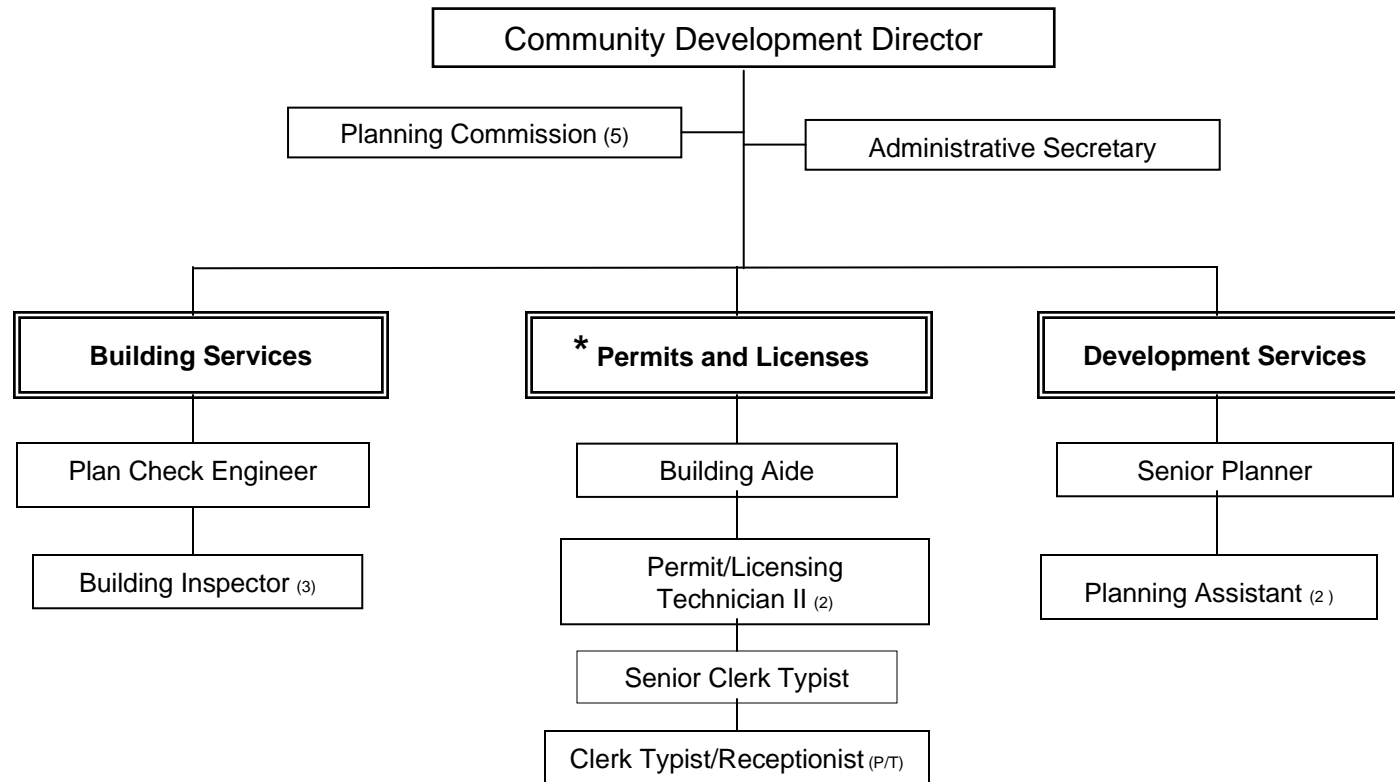 Community Development Director
Planning Commission (5)
Administrative Secretary
Building Services
* Permits and Licenses
Development Services
Plan Check Engineer
Building Aide
Senior Planner
Building Inspector (3)
Permit/Licensing
Technician II (2)
Planning Assistant (2 )
Senior Clerk Typist
Clerk Typist/Receptionist (P/T)